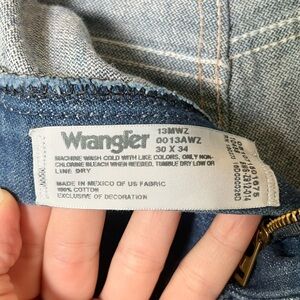 Wrangler
13MWZ
0013AWZ
30 X 34
MACHINE WASH COLD WITH LIKE COLORS, ONLY NON-
CHLORINE BLEACH WHEN NEEDED. TUMBLE DRY LOW OR
LINE DRY
MADE IN MEXICO OF US FABRIC
100% COTTON
EXCLUSIVE OF DECORATION